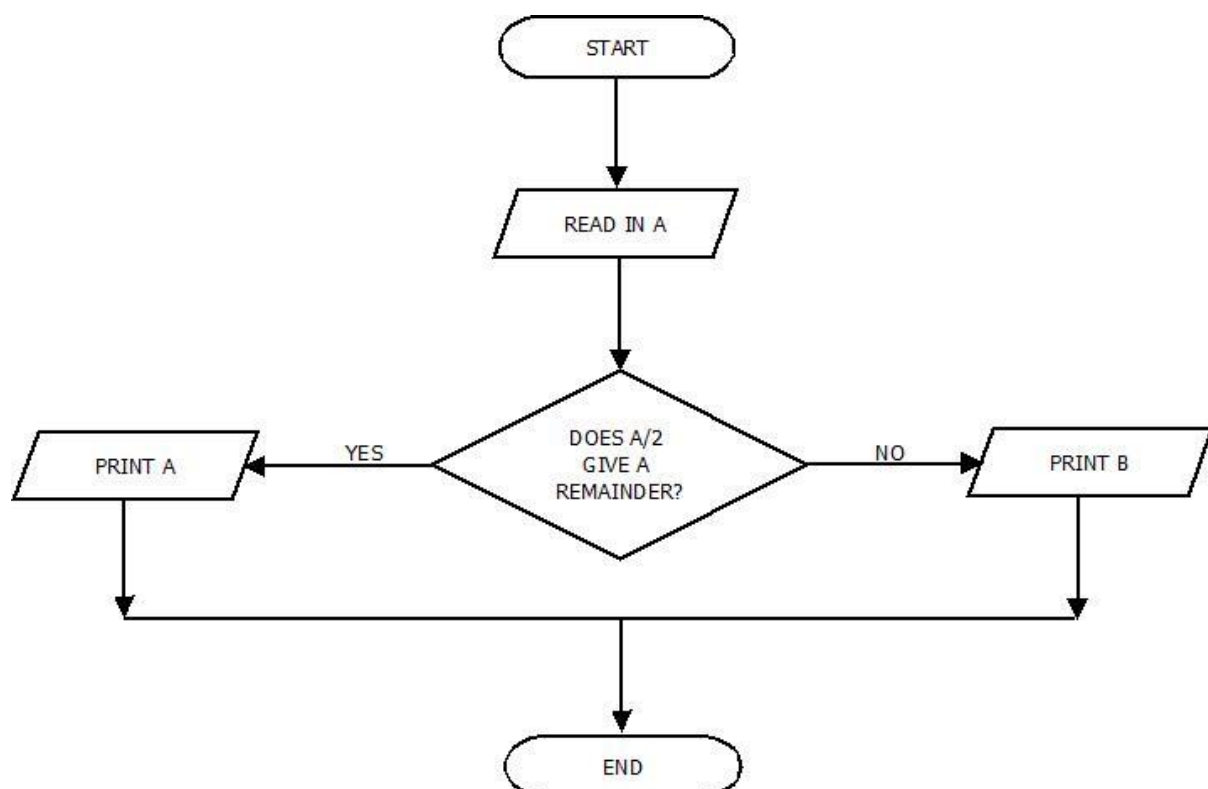 START
READ IN A
DOES A/2
GIVE A
REMAINDER?
YES
PRINT A
NO
PRINT B
END